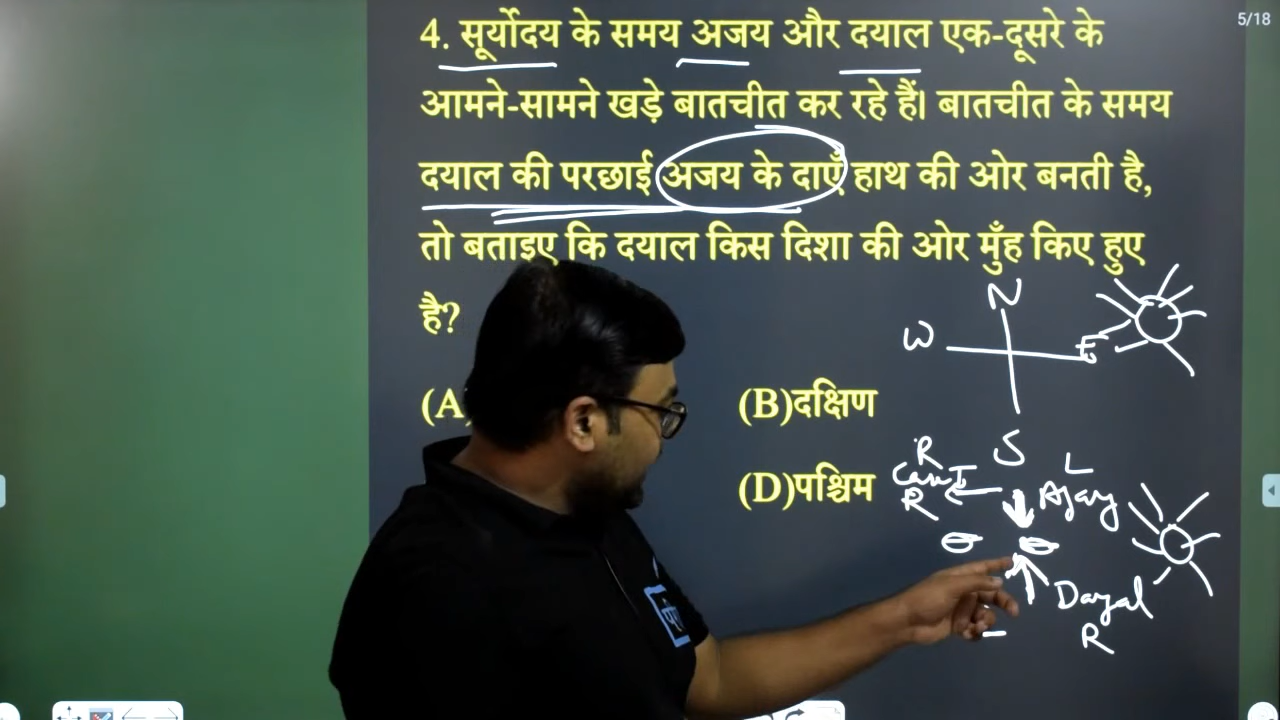 5/18
4. सूर्योदय के समय अजय और दयाल एक-दूसरे के
आमने-सामने खड़े बातचीत कर रहे हैं। बातचीत के समय
दयाल की परछाई अजय के दाएँ हाथ की ओर बनती है,
तो बताइए कि दयाल किस दिशा की ओर मुँह किए हुए
है?
N
W E
(A) (B)दक्षिण
S
R L
Case I
(D)पश्चिम
R Ajay
Dayal
R